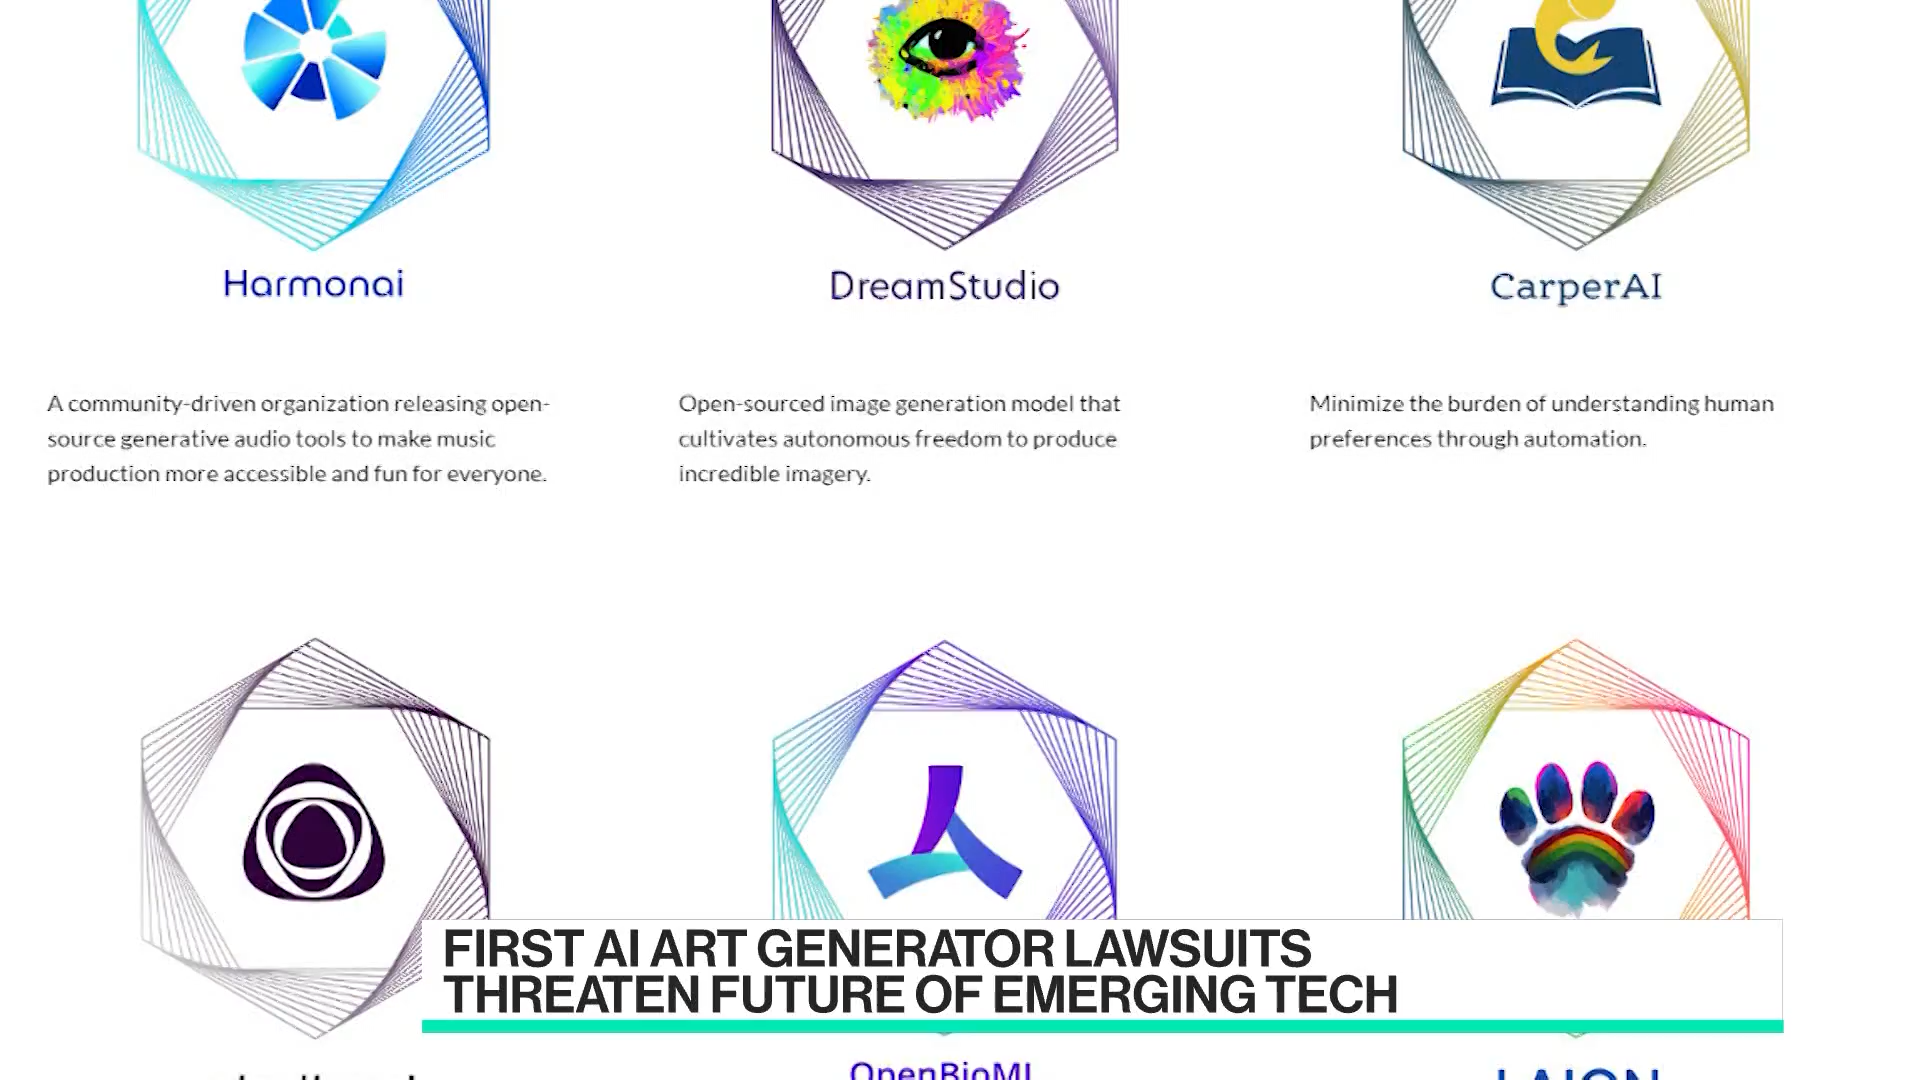 Harmonai
DreamStudio
CarperAI
A community-driven organization releasing open-
source generative audio tools to make music
production more accessible and fun for everyone.
Open-sourced image generation model that
cultivates autonomous freedom to produce
incredible imagery.
Minimize the burden of understanding human
preferences through automation.
FIRST AI ART GENERATOR LAWSUITS
THREATEN FUTURE OF EMERGING TECH
OpenBioML
LAION